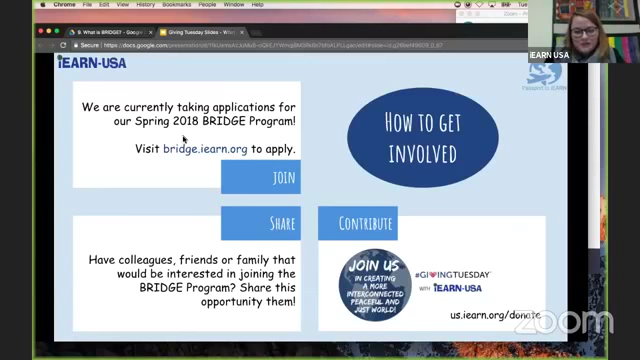 Chrome File Edit View History Bookmarks People Window Help
9. What is BRIDGE? - Google
Giving Tuesday Slides - What
Secure
iEARN USA
iEARN-USA
We are currently taking applications for
our Spring 2018 BRIDGE Program!
Visit bridge.iearn.org to apply.
JOIN
HOW TO GET
INVOLVED
SHARE
Have colleagues, friends or family that
would be interested in joining the
BRIDGE Program? Share this
opportunity them!
CONTRIBUTE
JOIN US
IN CREATING
A MORE
INTERCONNECTED
PEACEFUL AND
JUST WORLD!
#GIVINGTUESDAY
WITH iEARN-USA
us.iearn.org/donate
zoom